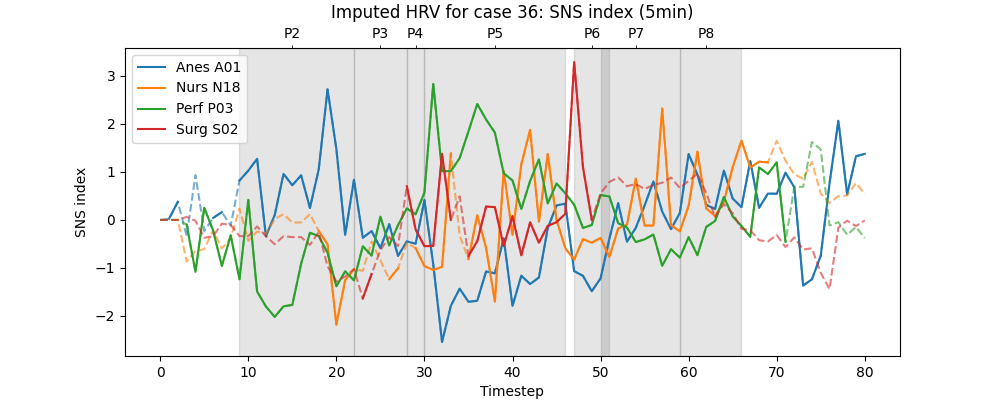 Imputed HRV for case 36: SNS index (5min)
P2 P3 P4 P5 P6 P7 P8
Anes A01
Nurs N18
Perf P03
Surg S02
SNS index
3
2
1
0
−1
−2
0 10 20 30 40 50 60 70 80
Timestep